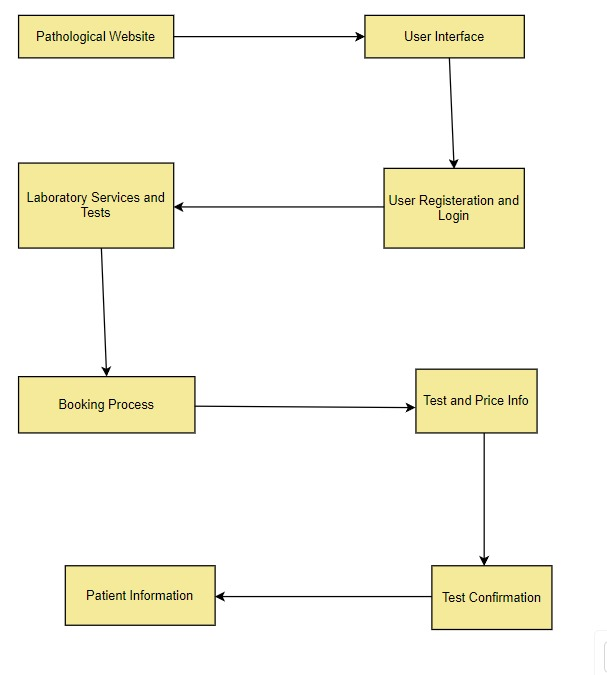 Pathological Website
User Interface
User Registeration and
Login
Laboratory Services and
Tests
Booking Process
Test and Price Info
Test Confirmation
Patient Information